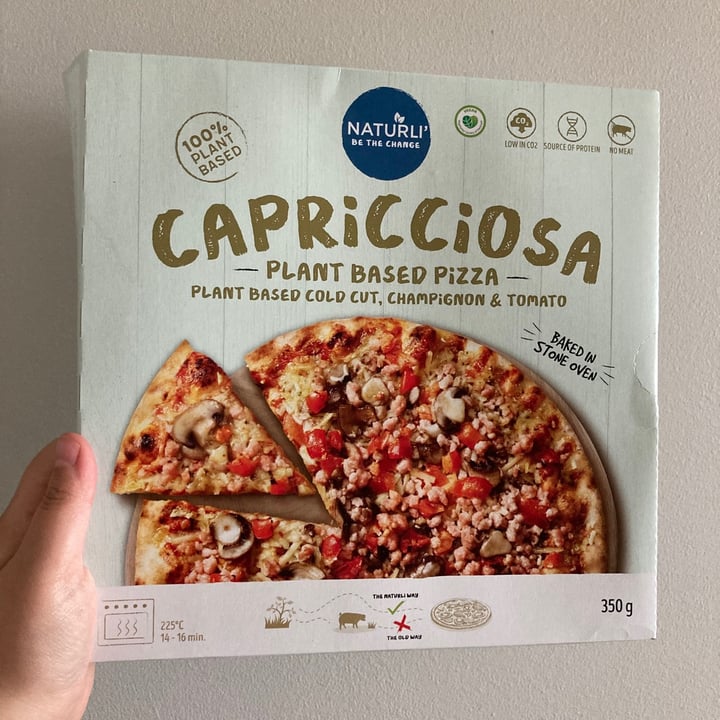 100%
PLANT
BASED
NATURLI'
BE THE CHANGE
VEGAN
CO₂
LOW IN CO2
SOURCE OF PROTEIN
NO MEAT
CAPRiCCiOSA
PLANT BASED PiZZA
PLANT BASED COLD CUT, CHAMPiGNON & TOMATO
BAKED IN
STONE OVEN
225°C
14 - 16 min.
THE NATURLI WAY
THE OLD WAY
350 g